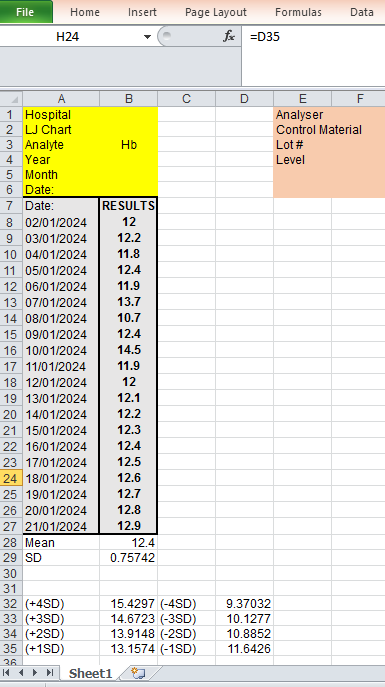 File Home Insert Page Layout Formulas Data
H24 fx =D35
A B C D E F
1 Hospital Analyser
2 LJ Chart Control Material
3 Analyte Hb Lot #
4 Year Level
5 Month
6 Date:
7 Date: RESULTS
8 02/01/2024 12
9 03/01/2024 12.2
10 04/01/2024 11.8
11 05/01/2024 12.4
12 06/01/2024 11.9
13 07/01/2024 13.7
14 08/01/2024 10.7
15 09/01/2024 12.4
16 10/01/2024 14.5
17 11/01/2024 11.9
18 12/01/2024 12
19 13/01/2024 12.1
20 14/01/2024 12.2
21 15/01/2024 12.3
22 16/01/2024 12.4
23 17/01/2024 12.5
24 18/01/2024 12.6
25 19/01/2024 12.7
26 20/01/2024 12.8
27 21/01/2024 12.9
28 Mean 12.4
29 SD 0.75742
30
31
32 (+4SD) 15.4297 (-4SD) 9.37032
33 (+3SD) 14.6723 (-3SD) 10.1277
34 (+2SD) 13.9148 (-2SD) 10.8852
35 (+1SD) 13.1574 (-1SD) 11.6426
36
Sheet1